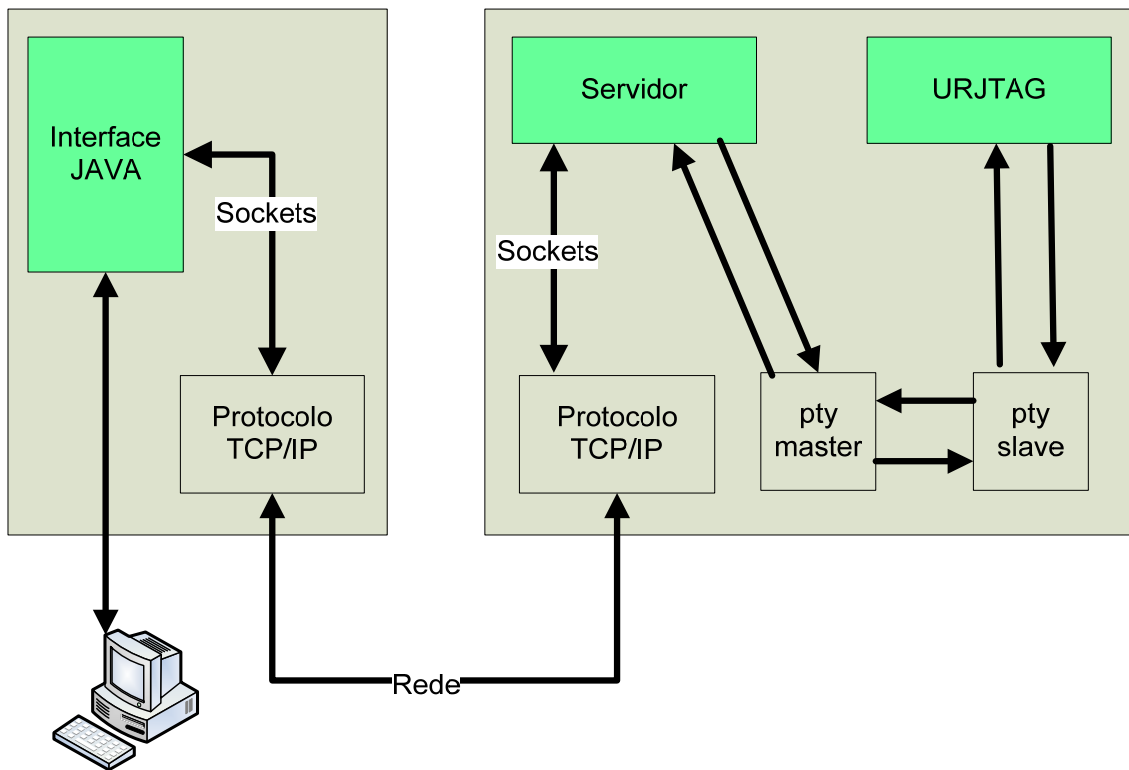 Interface
JAVA
Sockets
Protocolo
TCP/IP
Servidor
URJTAG
Sockets
Protocolo
TCP/IP
pty
master
pty
slave
Rede